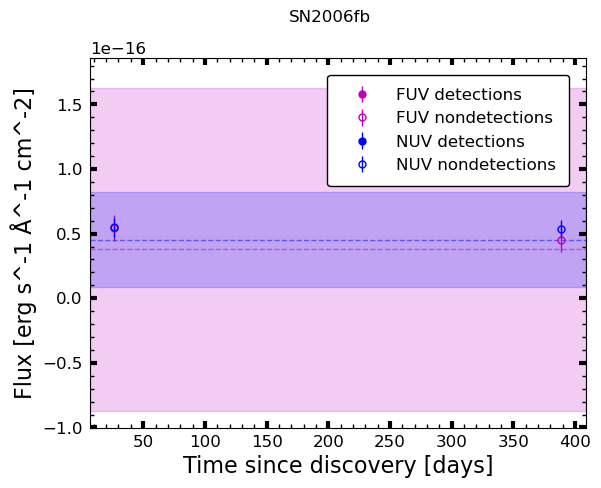 SN2006fb
1e−16
FUV detections
FUV nondetections
NUV detections
NUV nondetections
1.5
1.0
0.5
0.0
−0.5
−1.0
Flux [erg s^-1 Å^-1 cm^-2]
50 100 150 200 250 300 350 400
Time since discovery [days]